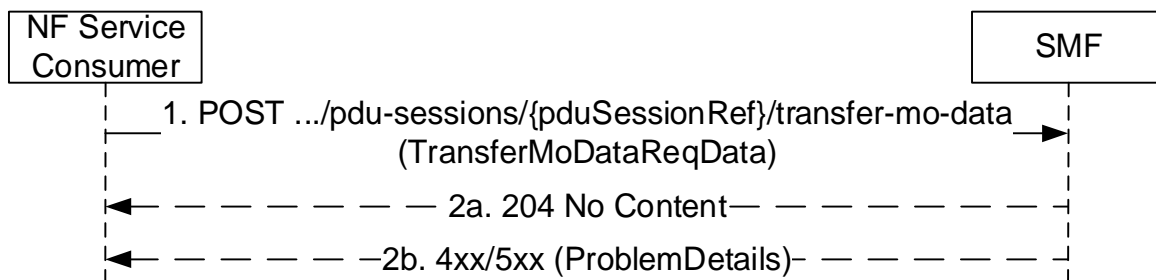 NF Service
Consumer
SMF
1. POST .../pdu-sessions/{pduSessionRef}/transfer-mo-data
(TransferMoDataReqData)
2a. 204 No Content
2b. 4xx/5xx (ProblemDetails)